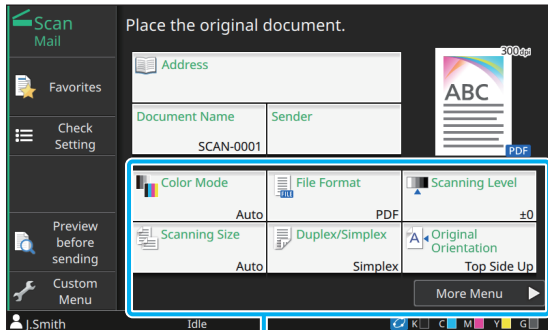 Scan
Mail
Place the original document.
300dpi
Address
ABC
PDF
Favorites
Document Name
Sender
SCAN-0001
Check
Setting
Color Mode
Auto
File Format
FILE
PDF
Scanning Level
±0
Scanning Size
Auto
Duplex/Simplex
Simplex
A
Original
Orientation
Top Side Up
Preview
before
sending
Custom
Menu
More Menu
J.Smith
Idle
K C M Y G